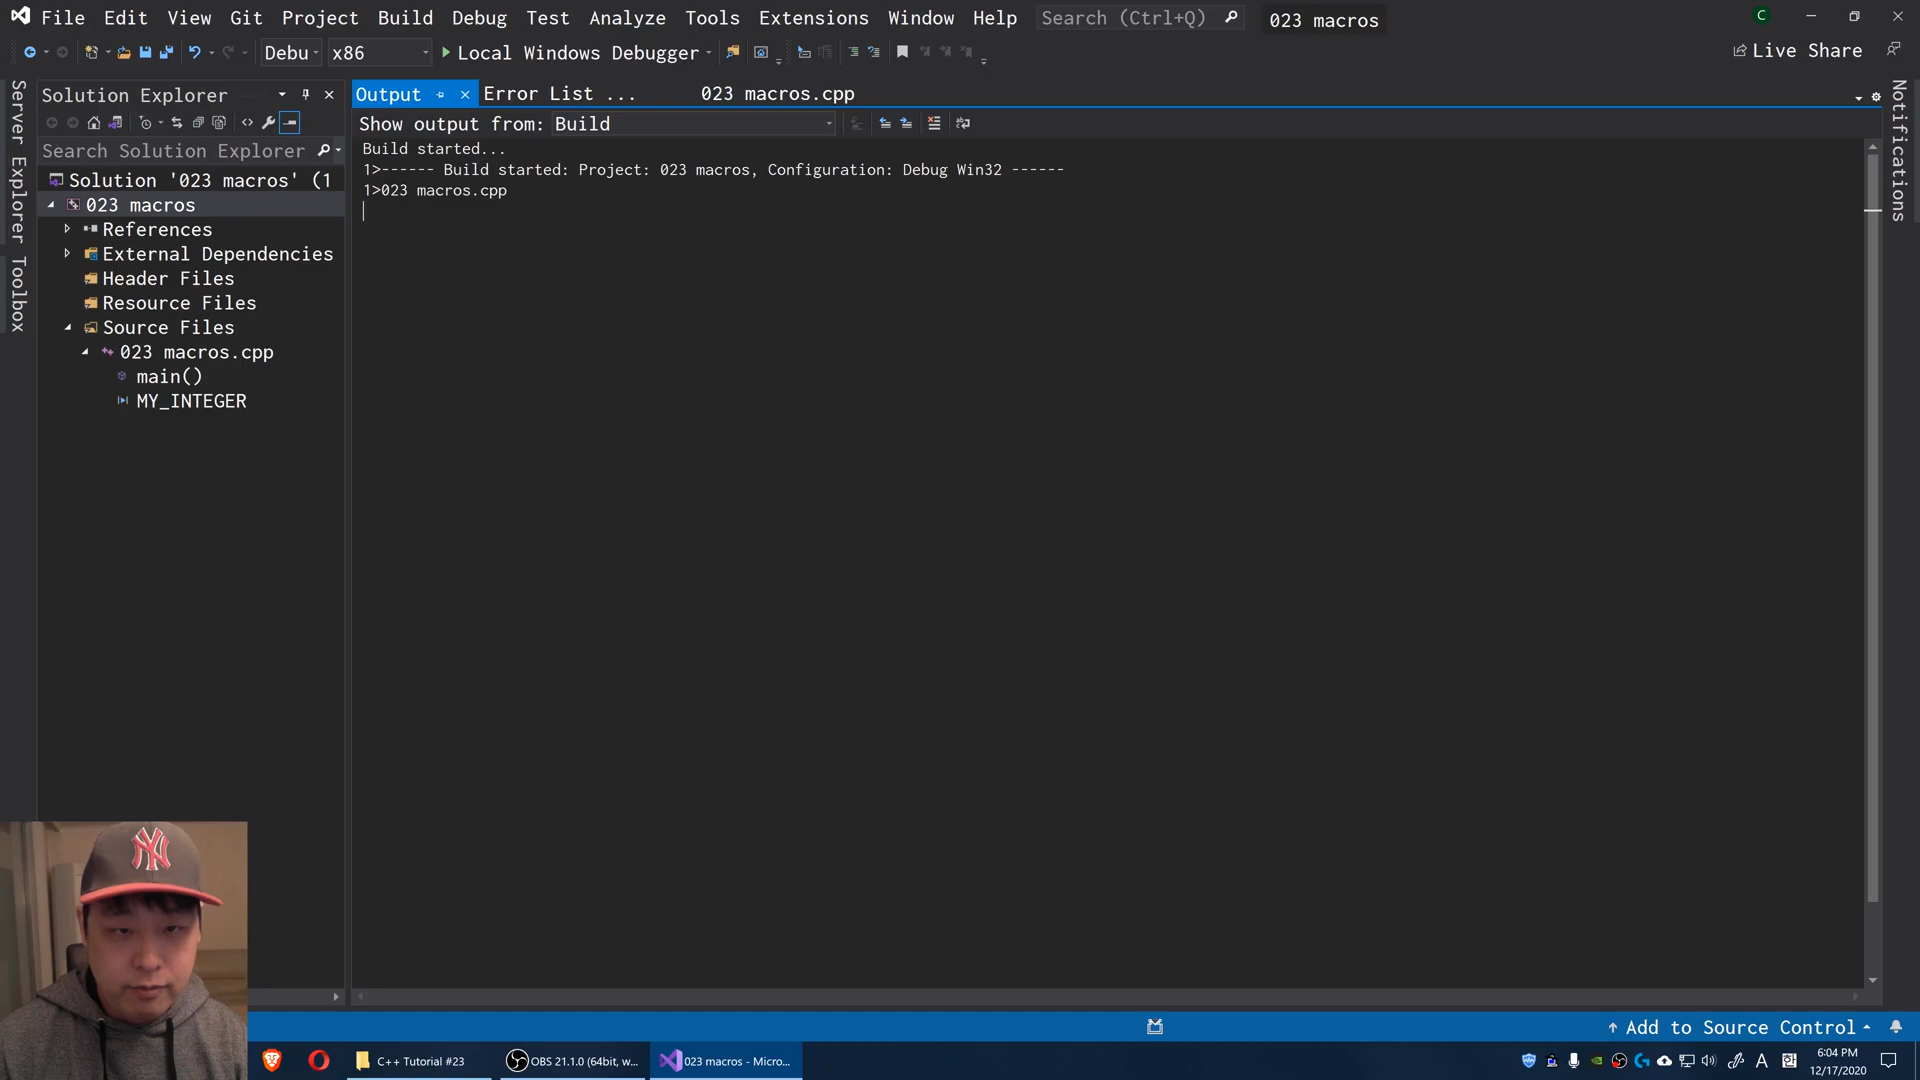 File Edit View Git Project Build Debug Test Analyze Tools Extensions Window Help Search (Ctrl+Q) 023 macros
C
Debu x86 Local Windows Debugger Live Share
Server Explorer
Toolbox
Solution Explorer
Search Solution Explorer
Solution '023 macros' (1
023 macros
References
External Dependencies
Header Files
Resource Files
Source Files
023 macros.cpp
main()
MY_INTEGER
Output Error List ... 023 macros.cpp
Show output from: Build
Build started...
1>------ Build started: Project: 023 macros, Configuration: Debug Win32 ------
1>023 macros.cpp
Notifications
NY
Add to Source Control
C++ Tutorial #23
OBS 21.1.0 (64bit, w...
023 macros - Micro...
A
6:04 PM
12/17/2020